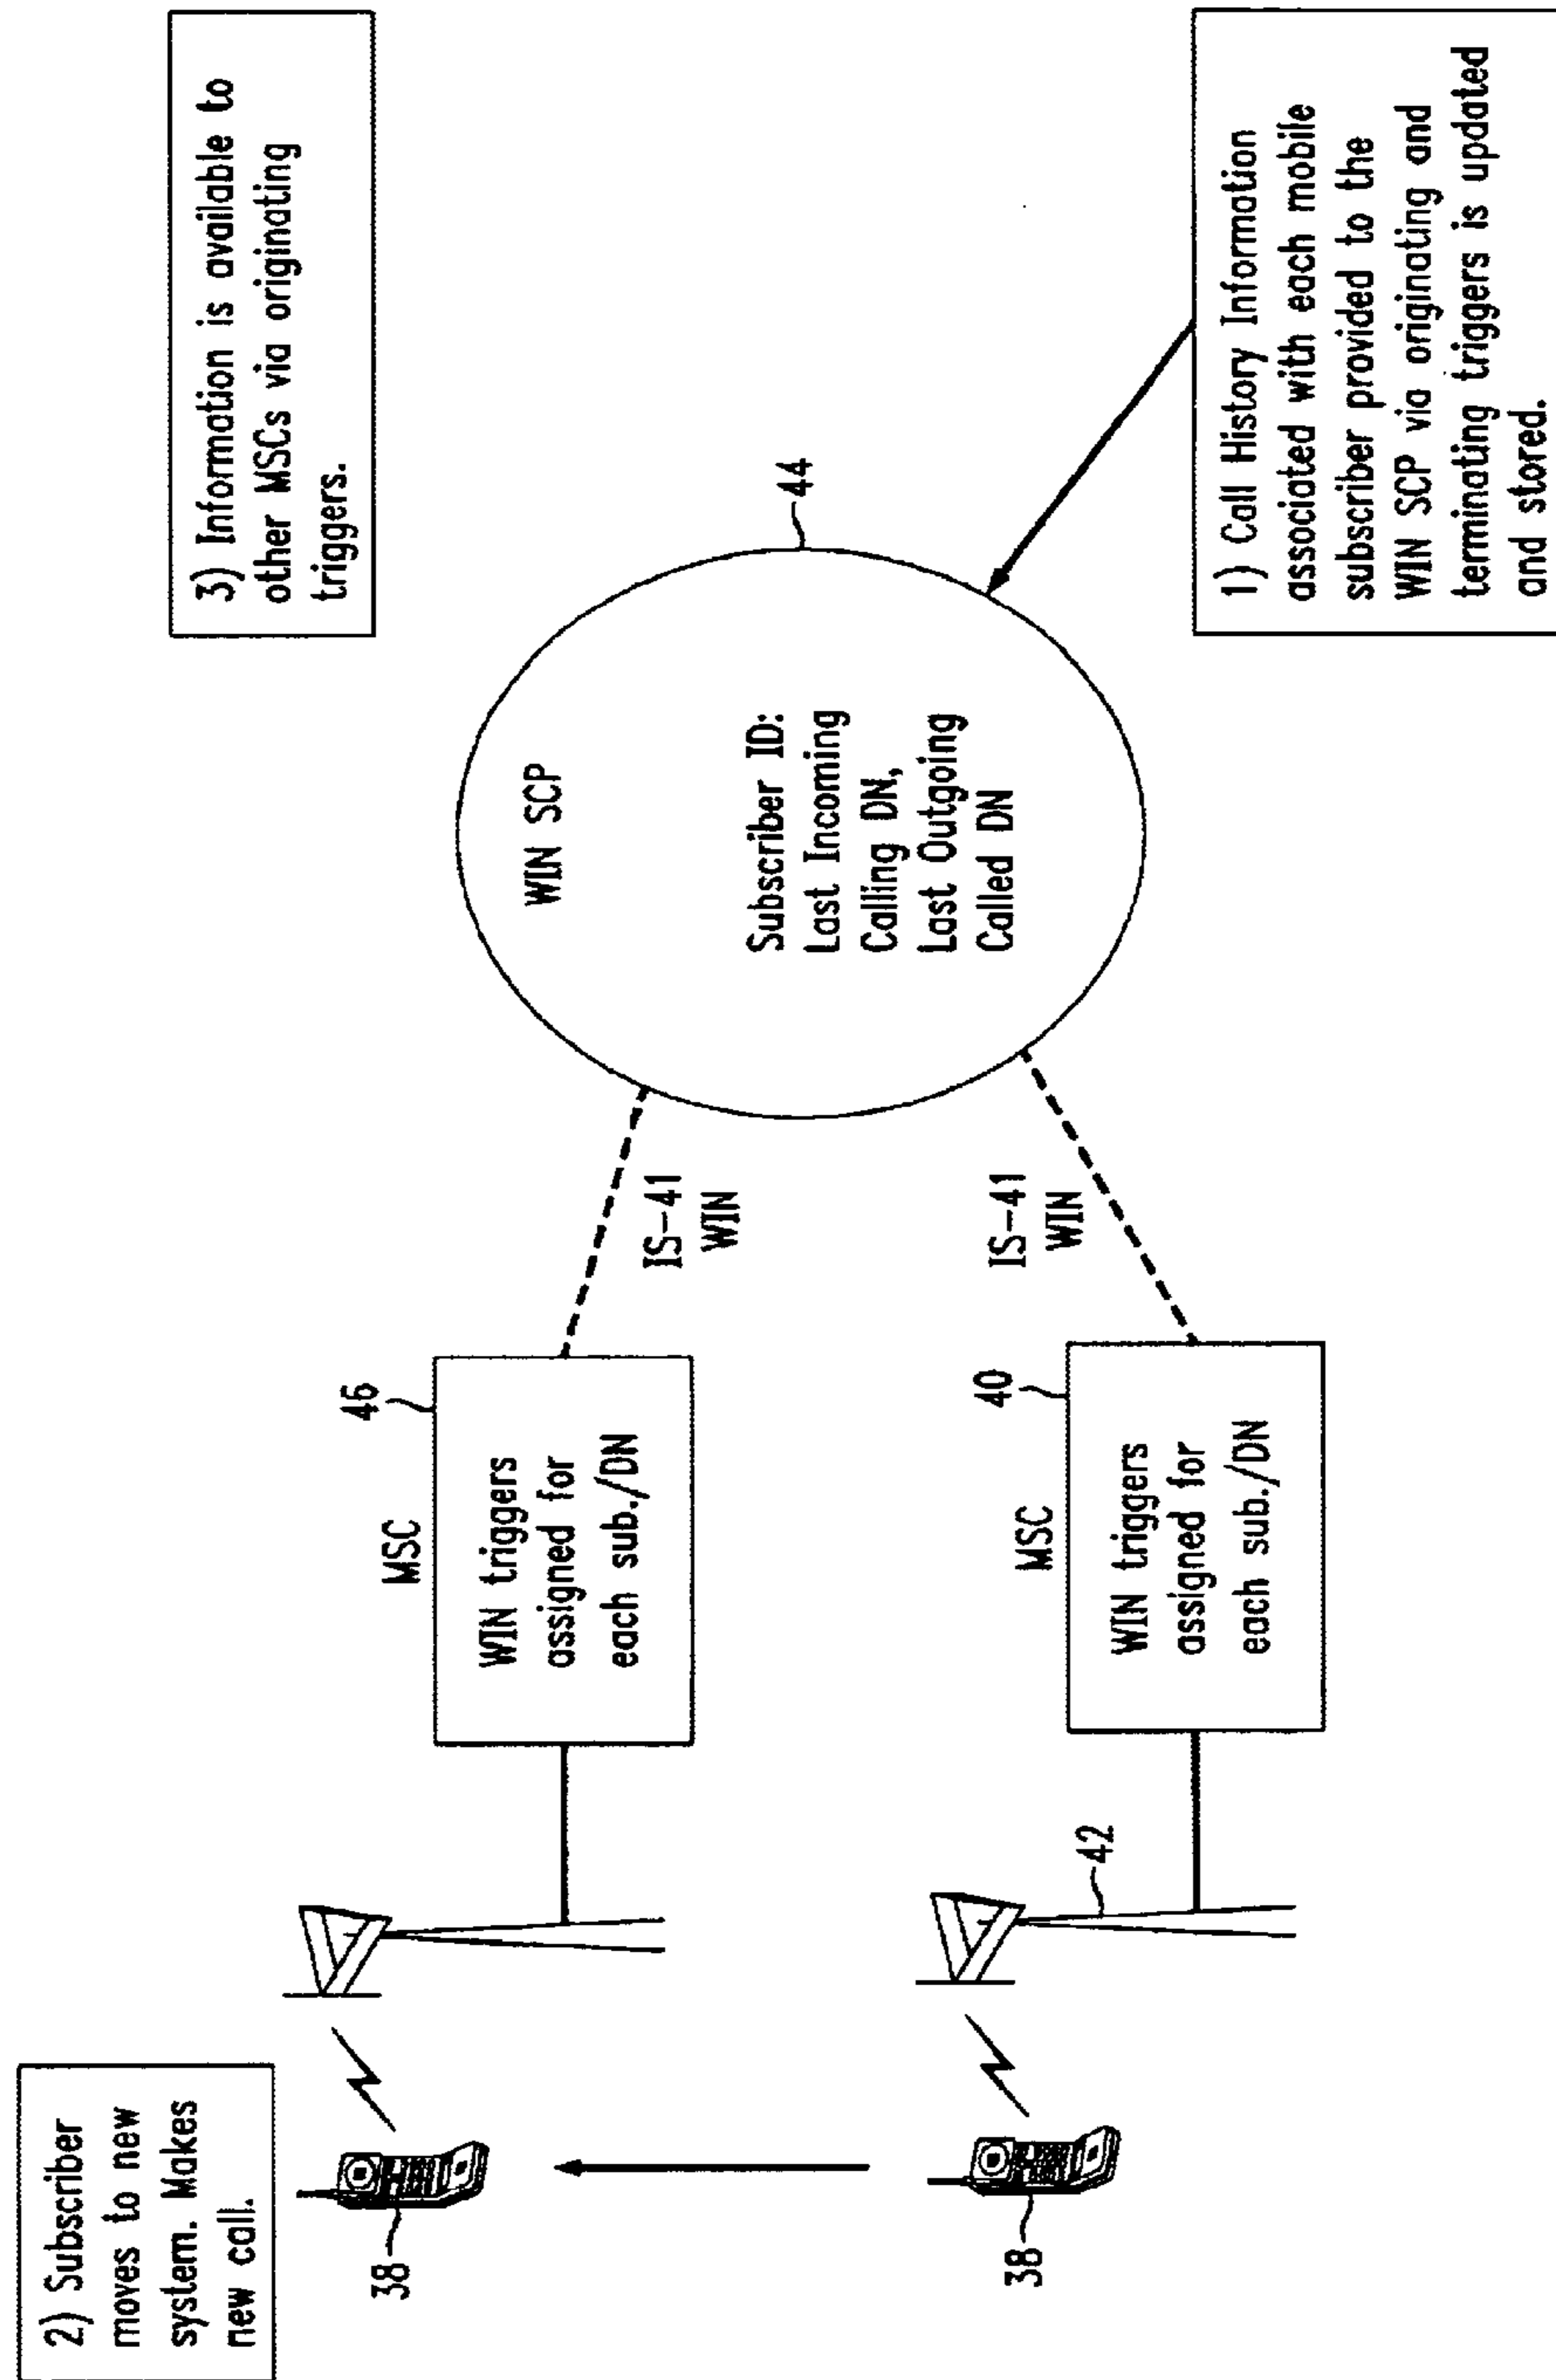 2) Subscriber
moves to new
system. Makes
new call.
38
38
42
MSC
46
WIN triggers
assigned for
each sub./DN
MSC
40
WIN triggers
assigned for
each sub./DN
IS-41
WIN
IS-41
WIN
WIN SCP
44
Subscriber ID:
Last Incoming
Calling DN,
Last Outgoing
Called DN
3) Information is available to
other MSCs via originating
triggers.
1) Call History Information
associated with each mobile
subscriber provided to the
WIN SCP via originating and
terminating triggers is updated
and stored.